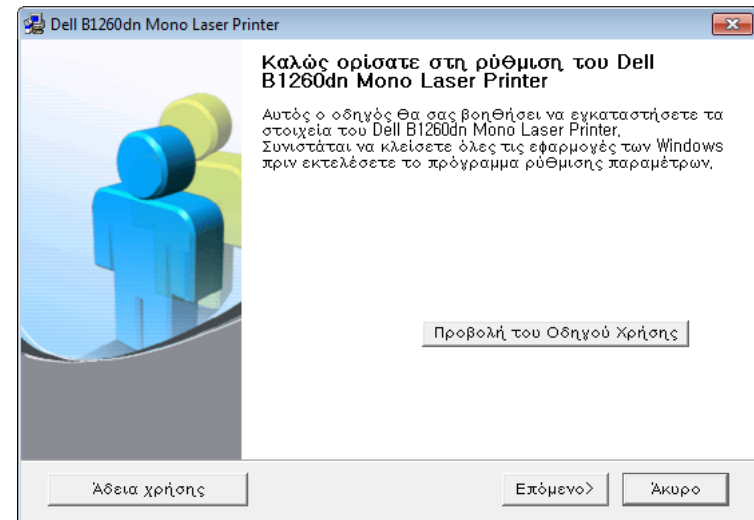 Dell B1260dn Mono Laser Printer
Καλώς ορίσατε στη ρύθμιση του Dell
B1260dn Mono Laser Printer
Αυτός ο οδηγός θα σας βοηθήσει να εγκαταστήσετε τα
στοιχεία του Dell B1260dn Mono Laser Printer.
Συνιστάται να κλείσετε όλες τις εφαρμογές των Windows
πριν εκτελέσετε το πρόγραμμα ρύθμισης παραμέτρων.
Προβολή του Οδηγού Χρήσης
Άδεια χρήσης
Επόμενο>
Άκυρο